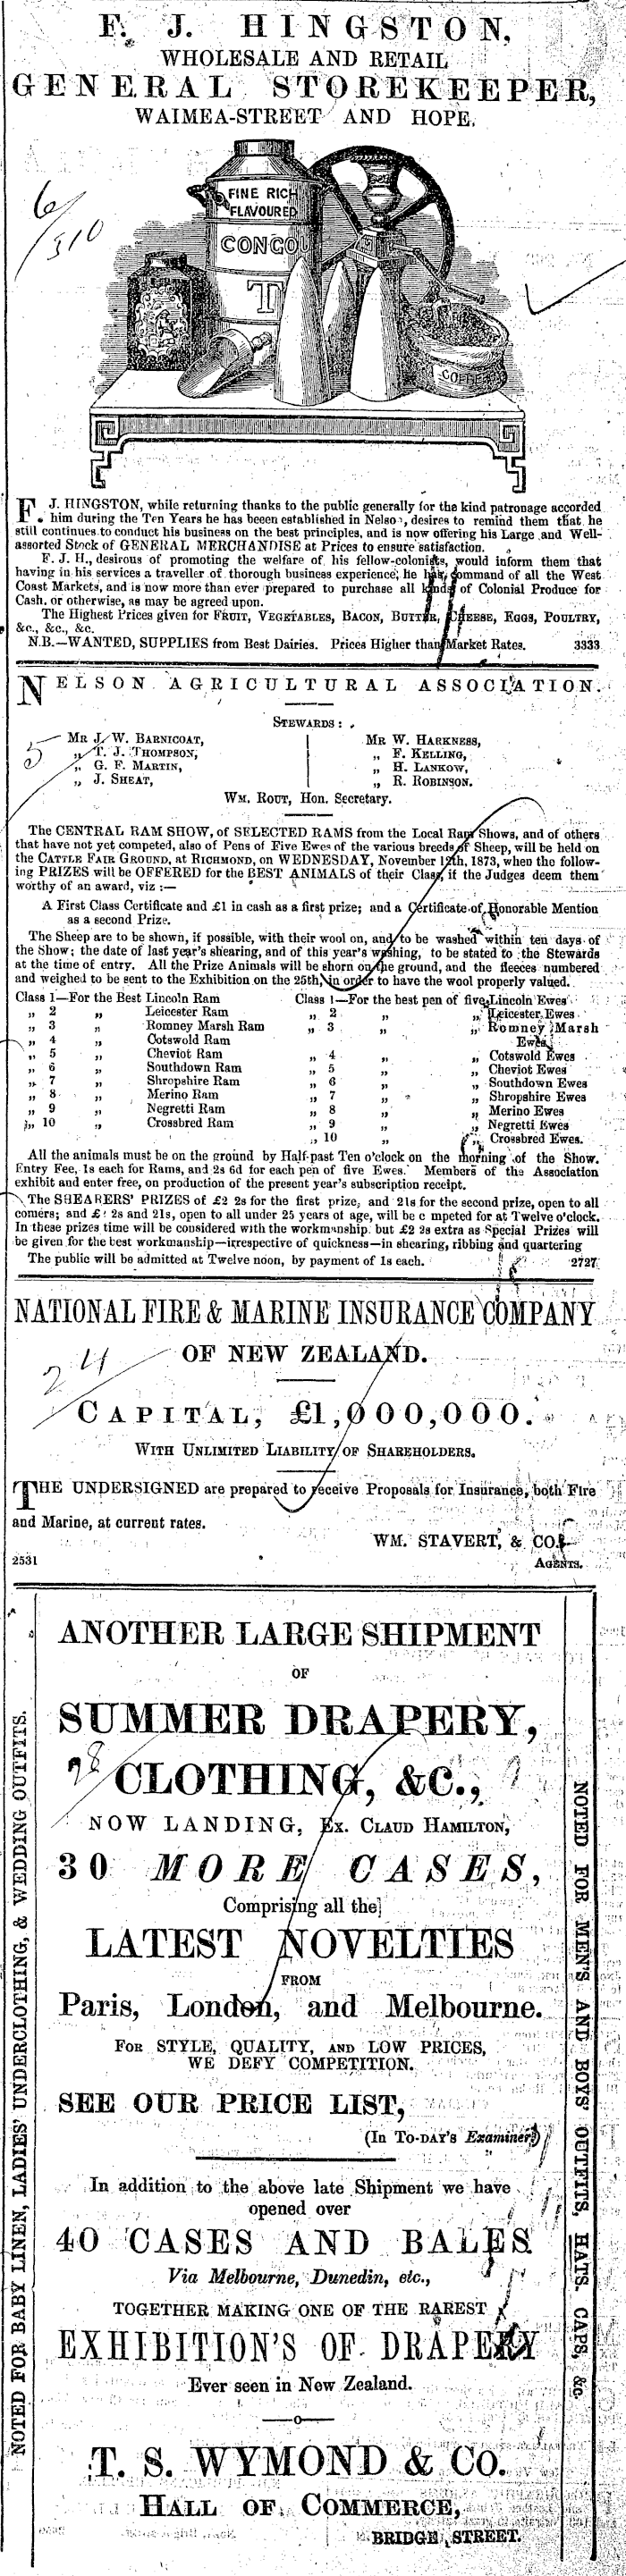 F. J. HINGSTON,
WHOLESALE AND RETAIL
GENERAL STOREKEEPER,
WAIMEA-STREET AND HOPE.
6/310
FINE RICH
FLAVOURED
CONGOU
T
COFFEE
F. J. HINGSTON, while returning thanks to the public generally for the kind patronage accorded
him during the Ten Years he has beeen established in Nelson, desires to remind them that he
still continues to conduct his business on the best principles, and is now offering his Large and Well-
assorted Stock of GENERAL MERCHANDISE at Prices to ensure satisfaction.
F. J. H., desirous of promoting the welfare of his fellow-colonists, would inform them that
having in his services a traveller of thorough business experience, he has command of all the West
Coast Markets, and is now more than ever prepared to purchase all kinds of Colonial Produce for
Cash. or otherwise, as may be agreed upon.
The Highest Prices given for FRUIT, VEGETABLES, BACON, BUTTER, CHEESE, EGGS, POULTRY,
&c., &c., &c.
N.B.—WANTED, SUPPLIES from Best Dairies. Prices Higher than Market Rates. 3333
NELSON AGRICULTURAL ASSOCIATION.
STEWARDS:
5
MR J. W. BARNICOAT, MR W. HARKNESS,
„ T. J. THOMPSON, „ F. KELLING,
„ G. F. MARTIN, „ H. LANKOW,
„ J. SHEAT, „ R. ROBINSON.
WM. ROUT, Hon. Secretary.
The CENTRAL RAM SHOW, of SELECTED RAMS from the Local Ram Shows, and of others
that have not yet competed, also of Pens of Five Ewes of the various breeds of Sheep, will be held on
the CATTLE FAIR GROUND, at RICHMOND, on WEDNESDAY, November 12th, 1873, when the follow-
ing PRIZES will be OFFERED for the BEST ANIMALS of their Class, if the Judges deem them
worthy of an award, viz :—
A First Class Certificate and £1 in cash as a first prize; and a Certificate of Honorable Mention
as a second Prize.
The Sheep are to be shown, if possible, with their wool on, and to be washed within ten days of
the Show; the date of last year's shearing, and of this year's washing, to be stated to the Stewards
at the time of entry. All the Prize Animals will be shorn on the ground, and the fleeces numbered
and weighed to be sent to the Exhibition on the 25th, in order to have the wool properly valued.
Class 1—For the Best Lincoln Ram Class 1—For the best pen of five Lincoln Ewes
„ 2 „ Leicester Ram „ 2 „ „ Leicester Ewes
„ 3 „ Romney Marsh Ram „ 3 „ „ Romney Marsh
„ 4 „ Cotswold Ram Ewes
„ 5 „ Cheviot Ram „ 4 „ „ Cotswold Ewes
„ 6 „ Southdown Ram „ 5 „ „ Cheviot Ewes
„ 7 „ Shropshire Ram „ 6 „ „ Southdown Ewes
„ 8 „ Merino Ram „ 7 „ „ Shropshire Ewes
„ 9 „ Negretti Ram „ 8 „ „ Merino Ewes
„ 10 „ Crossbred Ram „ 9 „ „ Negretti Ewes
„ 10 „ „ Crossbred Ewes.
All the animals must be on the ground by Half-past Ten o'clock on the morning of the Show.
Entry Fee, 1s each for Rams, and 2s 6d for each pen of five Ewes. Members of the Association
exhibit and enter free, on production of the present year's subscription receipt.
The SHEARERS' PRIZES of £2 2s for the first prize, and 21s for the second prize, open to all
comers; and £2 2s and 21s, open to all under 25 years of age, will be c mpeted for at Twelve o'clock.
In these prizes time will be considered with the workmanship. but £2 2s extra as Special Prizes will
be given for the best workmanship—irrespective of quickness—in shearing, ribbing and quartering
The public will be admitted at Twelve noon, by payment of 1s each. 2727
NATIONAL FIRE & MARINE INSURANCE COMPANY
OF NEW ZEALAND.
24
CAPITAL, £1,000,000.
WITH UNLIMITED LIABILITY OF SHAREHOLDERS.
THE UNDERSIGNED are prepared to receive Proposals for Insurance, both Fire
and Marine, at current rates.
WM. STAVERT, & CO.
2531 AGENTS.
NOTED FOR BABY LINEN, LADIES' UNDERCLOTHING, & WEDDING OUTFITS.
ANOTHER LARGE SHIPMENT
OF
SUMMER DRAPERY,
28
CLOTHING, &C.,
NOW LANDING, EX. CLAUD HAMILTON,
30 MORE CASES,
Comprising all the
LATEST NOVELTIES
FROM
Paris, London, and Melbourne.
FOR STYLE, QUALITY, AND LOW PRICES,
WE DEFY COMPETITION.
SEE OUR PRICE LIST,
(In TO-DAY'S Examiner)
In addition to the above late Shipment we have
opened over
40 CASES AND BALES
Via Melbourne, Dunedin, etc.,
TOGETHER MAKING ONE OF THE RAREST
EXHIBITION'S OF DRAPERY
Ever seen in New Zealand.
T. S. WYMOND & CO.
HALL OF COMMERCE,
BRIDGE STREET.
NOTED FOR MEN'S AND BOYS' OUTFITS, HATS. CAPS, &c